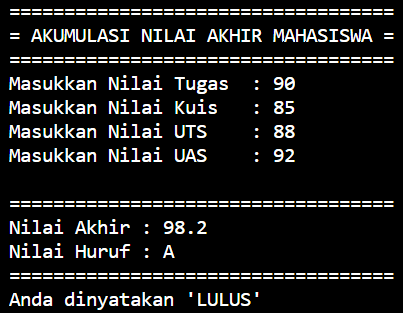 ===================================
= AKUMULASI NILAI AKHIR MAHASISWA =
===================================
Masukkan Nilai Tugas  : 90
Masukkan Nilai Kuis   : 85
Masukkan Nilai UTS    : 88
Masukkan Nilai UAS    : 92
===================================
Nilai Akhir : 98.2
Nilai Huruf : A
===================================
Anda dinyatakan 'LULUS'